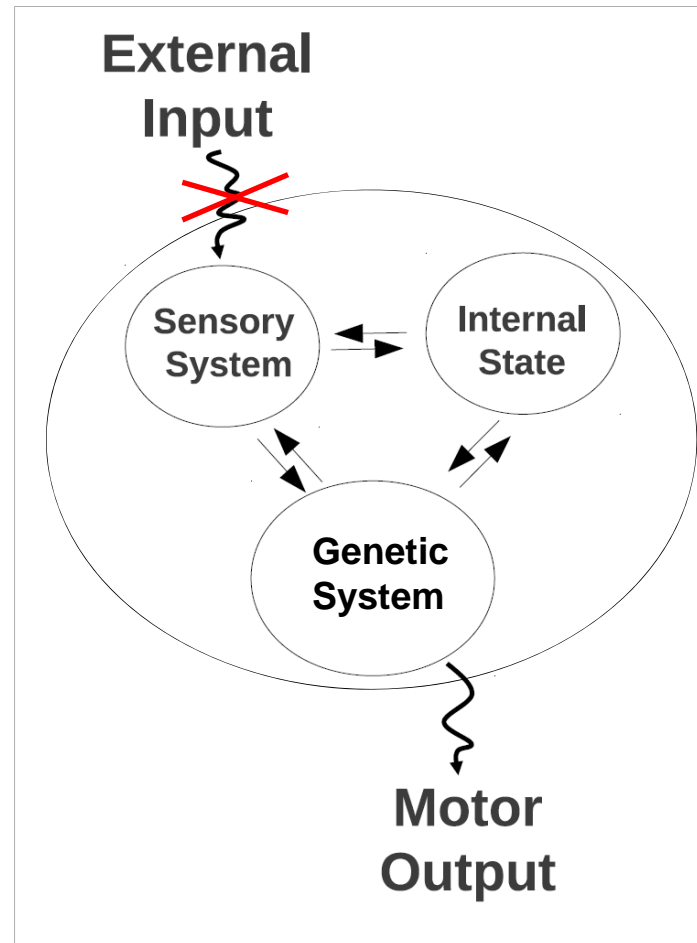 External
Input
Sensory
System
Internal
State
Genetic
System
Motor
Output